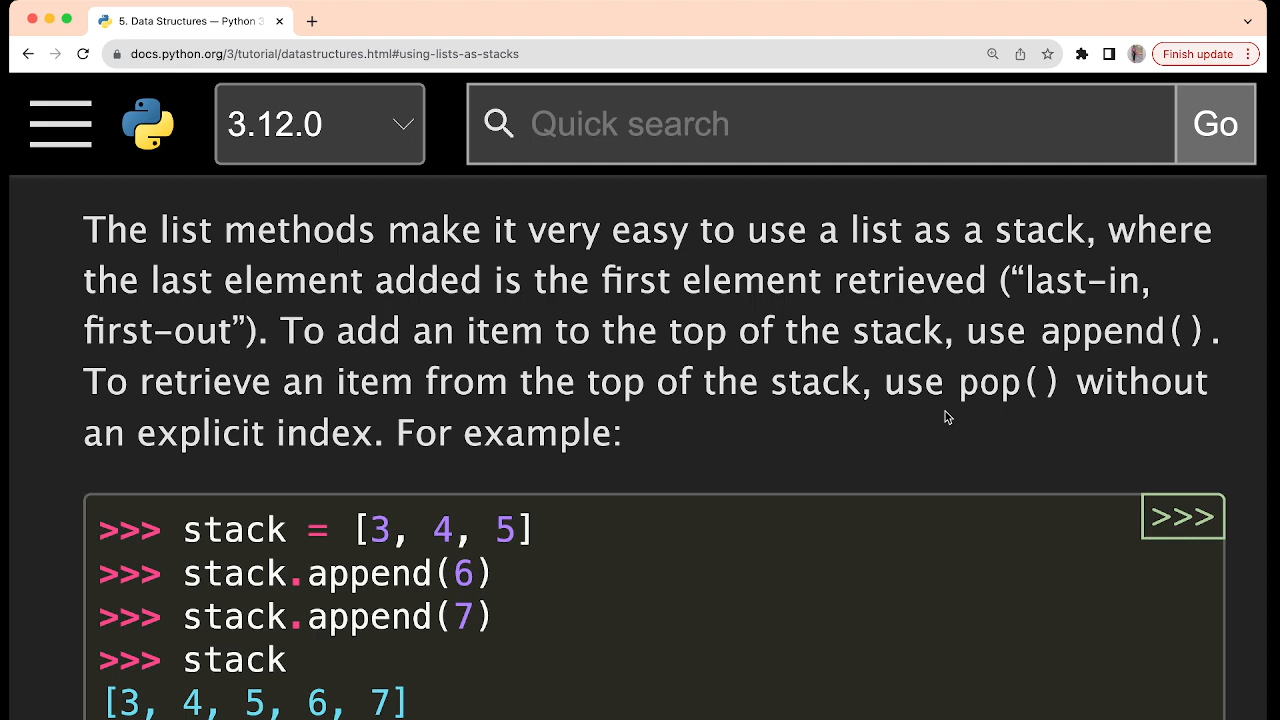 5. Data Structures — Python 3
docs.python.org/3/tutorial/datastructures.html#using-lists-as-stacks
Finish update
3.12.0
Quick search
Go
The list methods make it very easy to use a list as a stack, where
the last element added is the first element retrieved (“last-in,
first-out”). To add an item to the top of the stack, use append().
To retrieve an item from the top of the stack, use pop() without
an explicit index. For example:
>>>
>>> stack = [3, 4, 5]
>>> stack.append(6)
>>> stack.append(7)
>>> stack
[3, 4, 5, 6, 7]